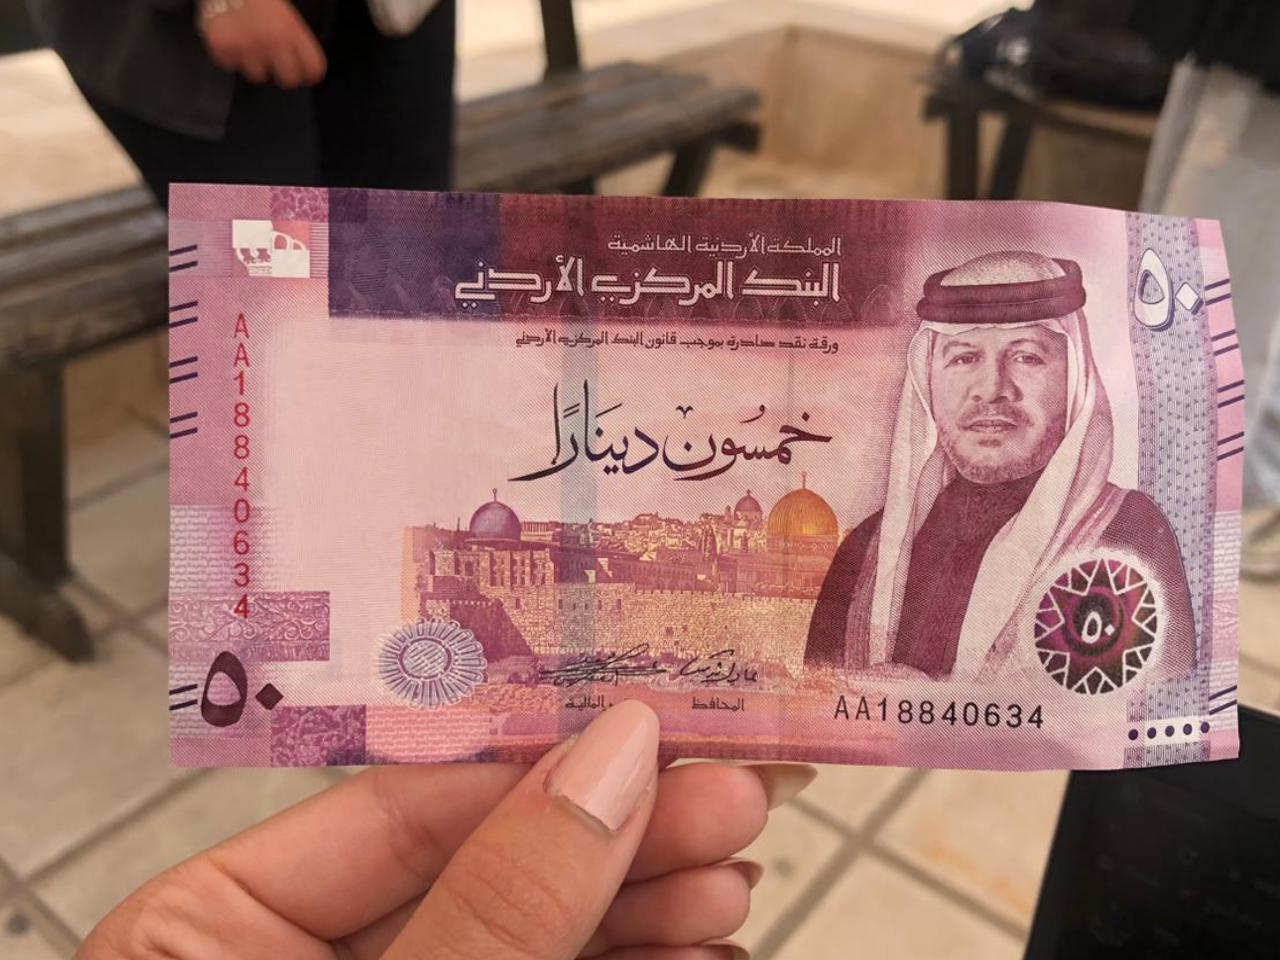 المملكة الأردنية الهاشمية
البنك المركزي الأردني
ورقة نقد صادرة بموجب قانون البنك المركزي الأردني
خمسون دينارًا
٥٠
AA18840634
٥٠
٥٠
المحافظ
المالية
AA18840634